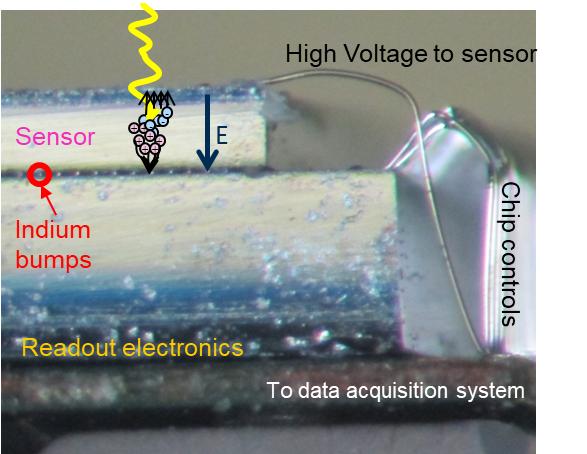 High Voltage to sensor
Sensor
E
Indium
bumps
Chip controls
Readout electronics
To data acquisition system